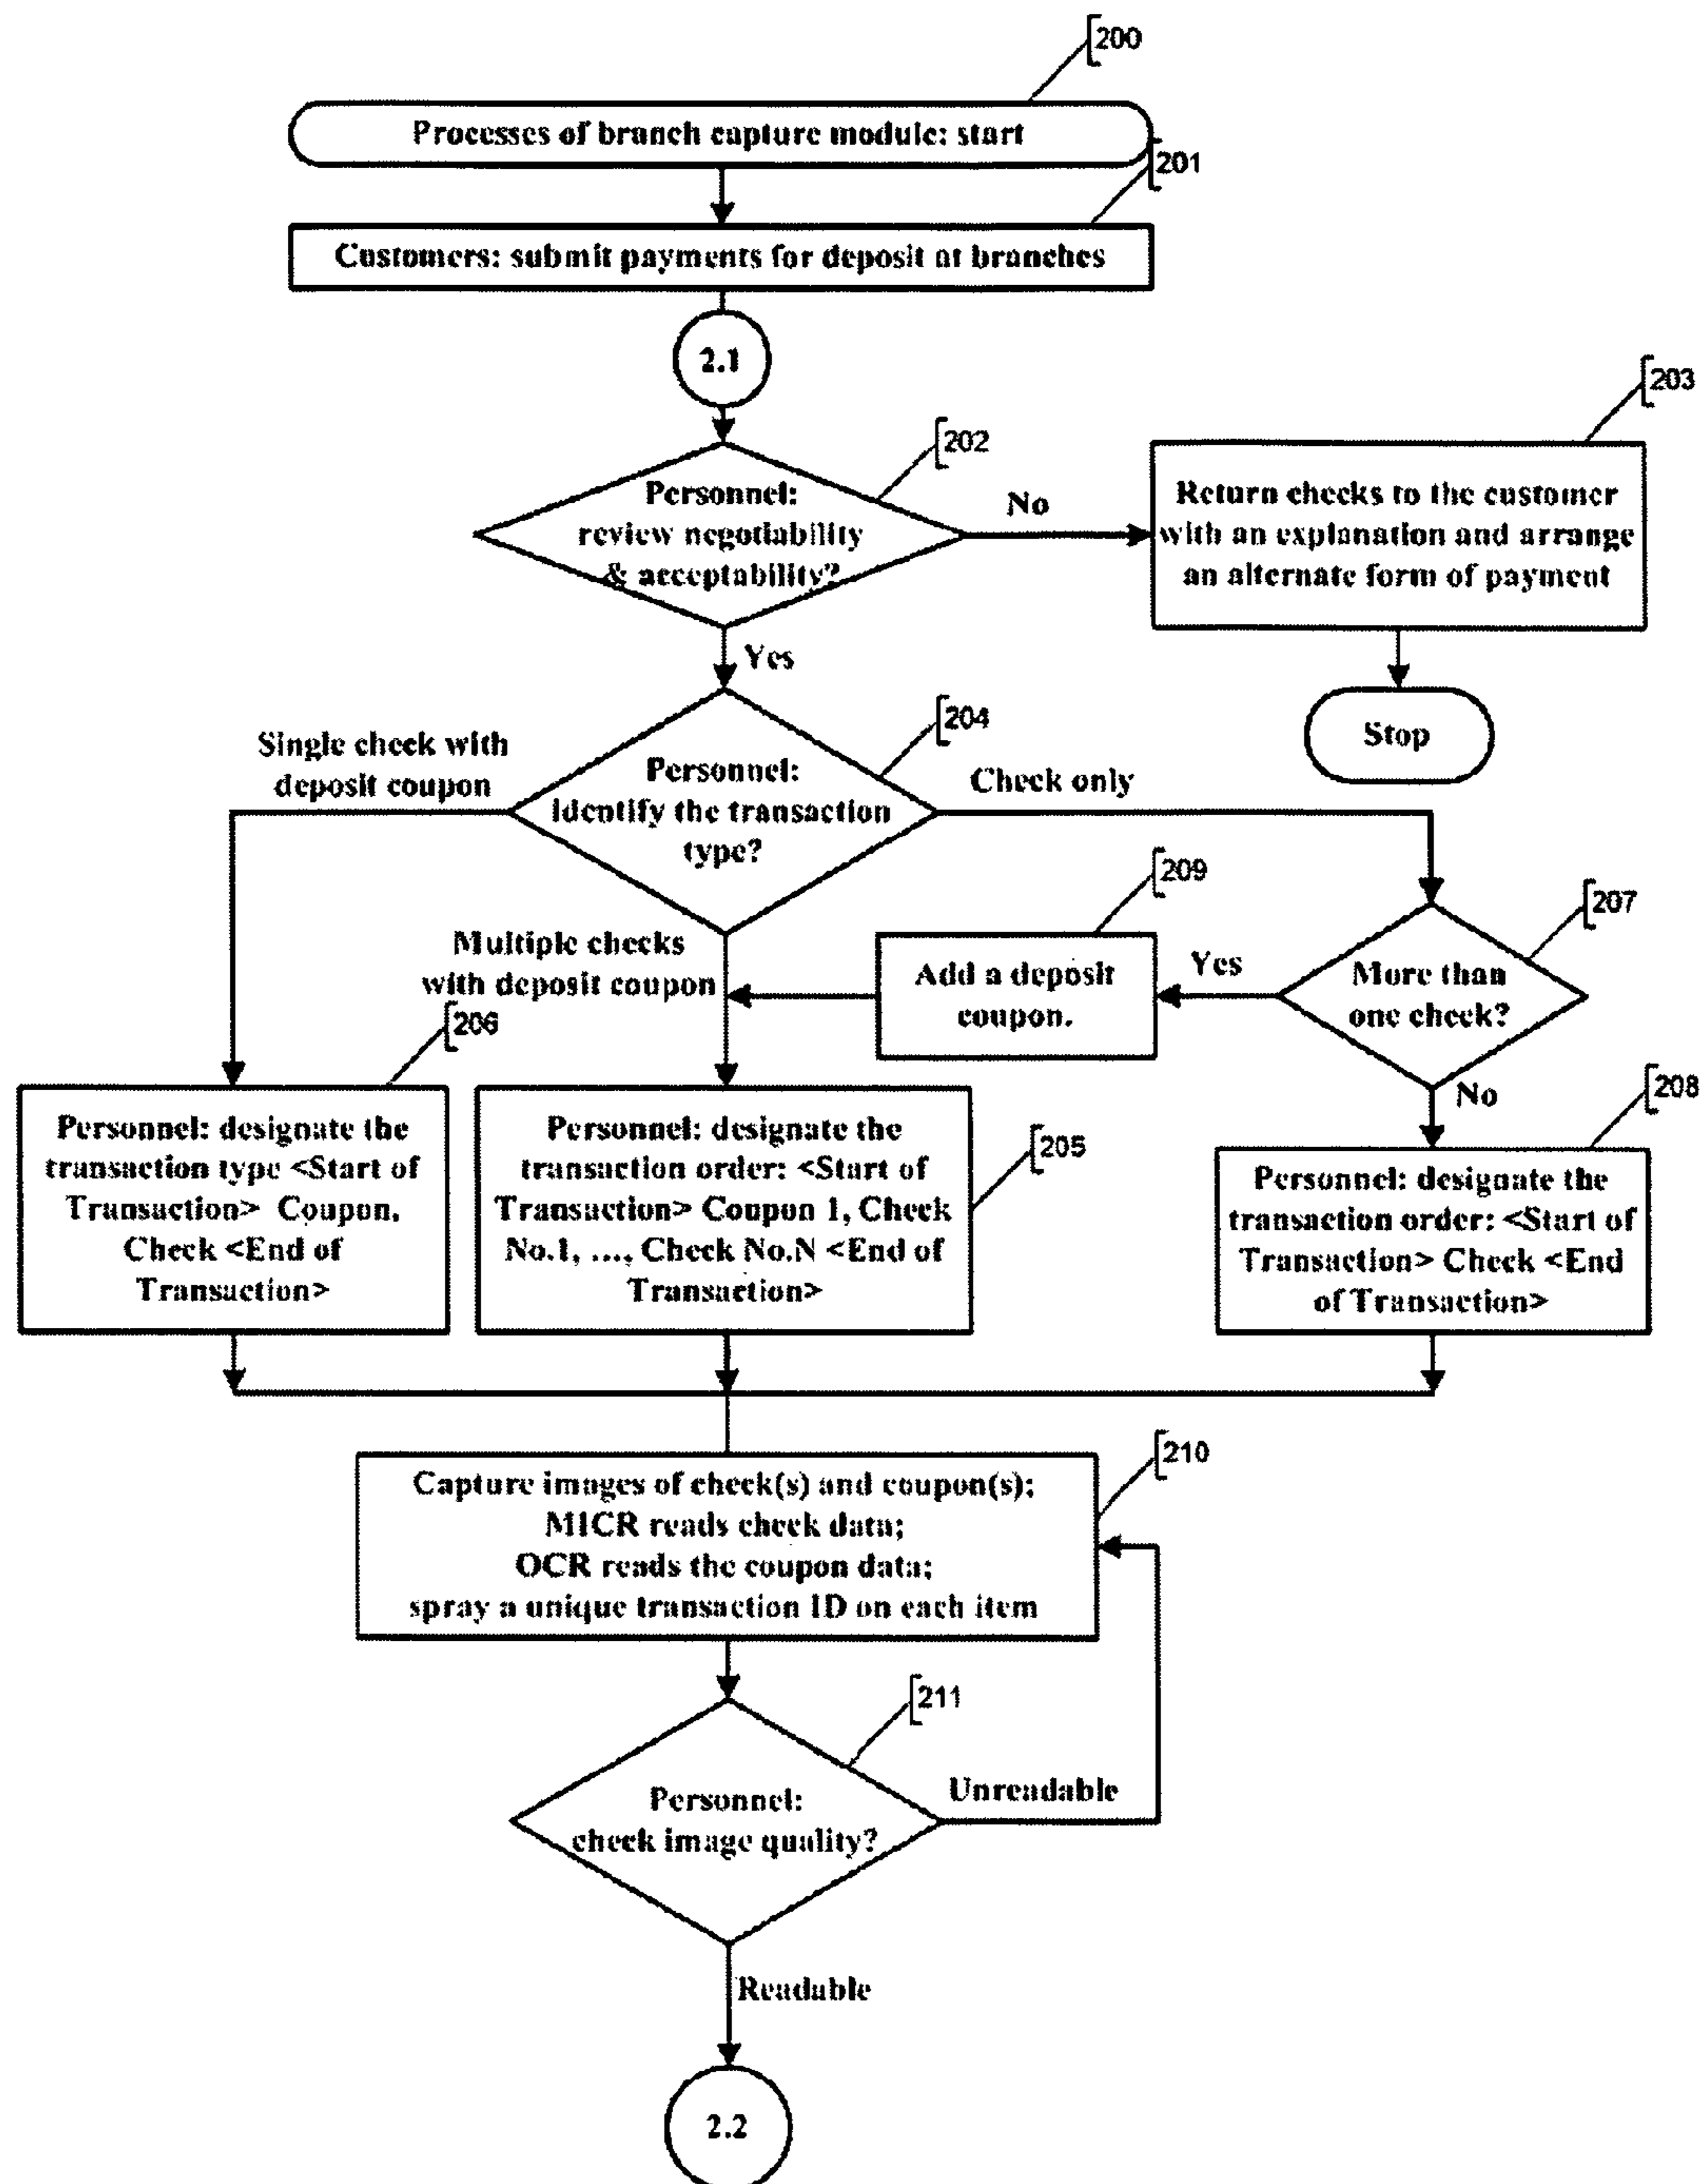 200
Processes of branch capture module: start
201
Customers: submit payments for deposit at branches
2.1
202
Personnel:
review negotiability
& acceptability?
No
203
Return checks to the customer
with an explanation and arrange
an alternate form of payment
Yes
Stop
204
Personnel:
identify the transaction
type?
Single check with
deposit coupon
Check only
Multiple checks
with deposit coupon
209
Add a deposit
coupon.
Yes
207
More than
one check?
No
206
Personnel: designate the
transaction type <Start of
Transaction> Coupon,
Check <End of
Transaction>
205
Personnel: designate the
transaction order: <Start of
Transaction> Coupon 1, Check
No.1, ..., Check No.N <End of
Transaction>
208
Personnel: designate the
transaction order: <Start of
Transaction> Check <End
of Transaction>
210
Capture images of check(s) and coupon(s);
MICR reads check data;
OCR reads the coupon data;
spray a unique transaction ID on each item
211
Personnel:
check image quality?
Unreadable
Readable
2.2